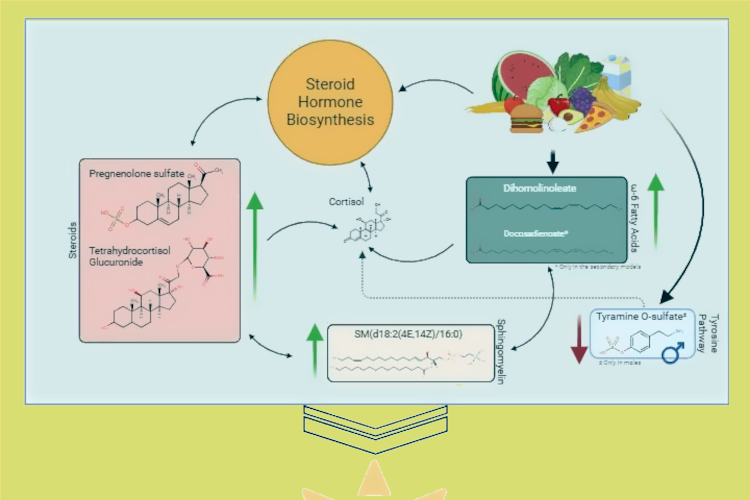 Steroid
Hormone
Biosynthesis
Pregnenolone sulfate
Tetrahydrocortisol
Glucuronide
Steroids
Cortisol
Dihomolinoleate
Docosadienoate*
ω-6 Fatty Acids
* Only in the secondary models
SM(d18:2(4E,14Z)/16:0)
Sphingomyelin
Tyramine O-sulfate
Tyrosine
Pathway
Only in males